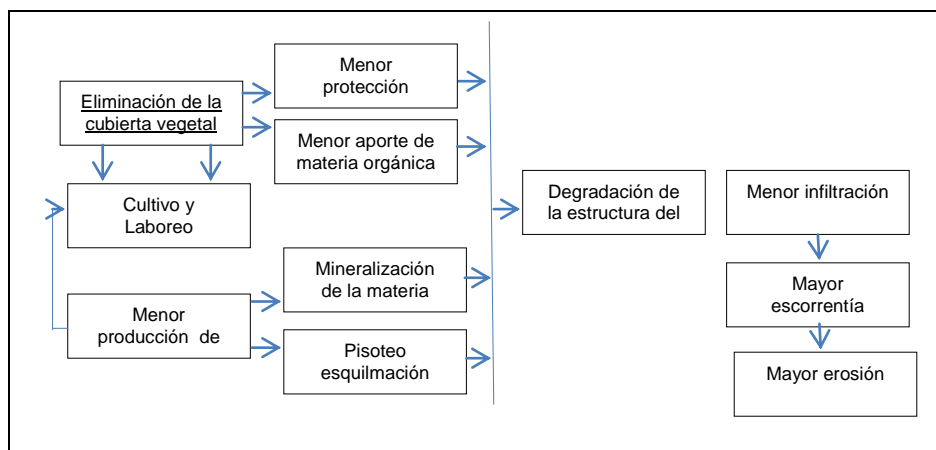 Eliminación de la
cubierta vegetal
Menor
protección
Menor aporte de
materia orgánica
Cultivo y
Laboreo
Menor
producción de
Mineralización
de la materia
Pisoteo
esquilmación
Degradación de
la estructura del
Menor infiltración
Mayor
escorrentía
Mayor erosión